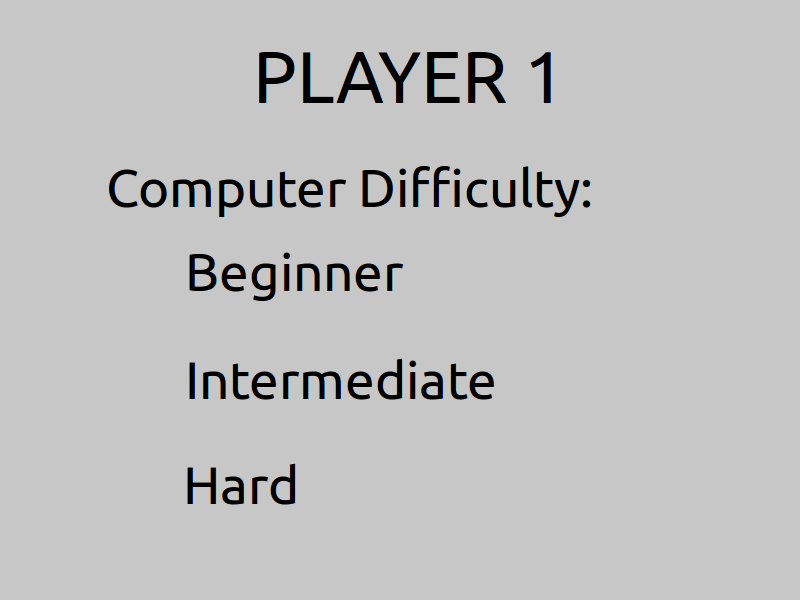 PLAYER 1
Computer Difficulty:
Beginner
Intermediate
Hard